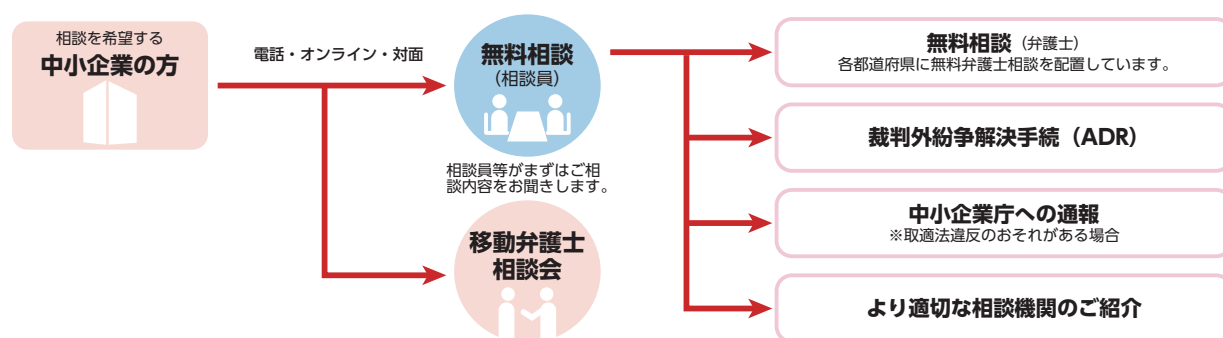 相談を希望する
中小企業の方
電話・オンライン・対面
無料相談
(相談員)
相談員等がまずはご相
談内容をお聞きします。
移動弁護士
相談会
無料相談（弁護士）
各都道府県に無料弁護士相談を配置しています。
裁判外紛争解決手続（ADR）
中小企業庁への通報
※取適法違反のおそれがある場合
より適切な相談機関のご紹介